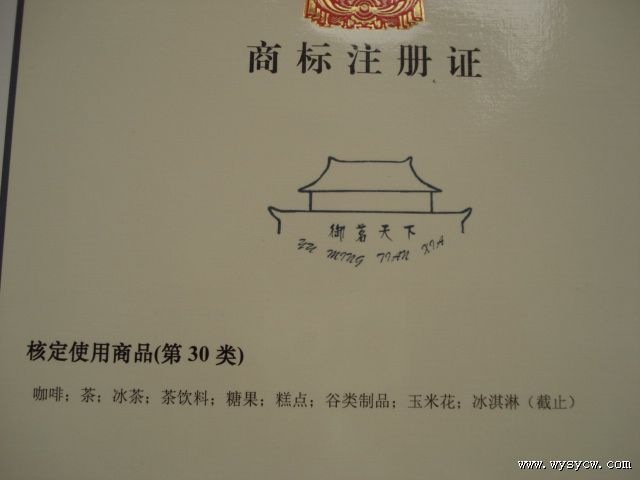 商标注册证
御茗天下
YU MING TIAN XIA
核定使用商品(第 30 类)
咖啡；茶；冰茶；茶饮料；糖果；糕点；谷类制品；玉米花；冰淇淋（截止）
www.wysycw.com